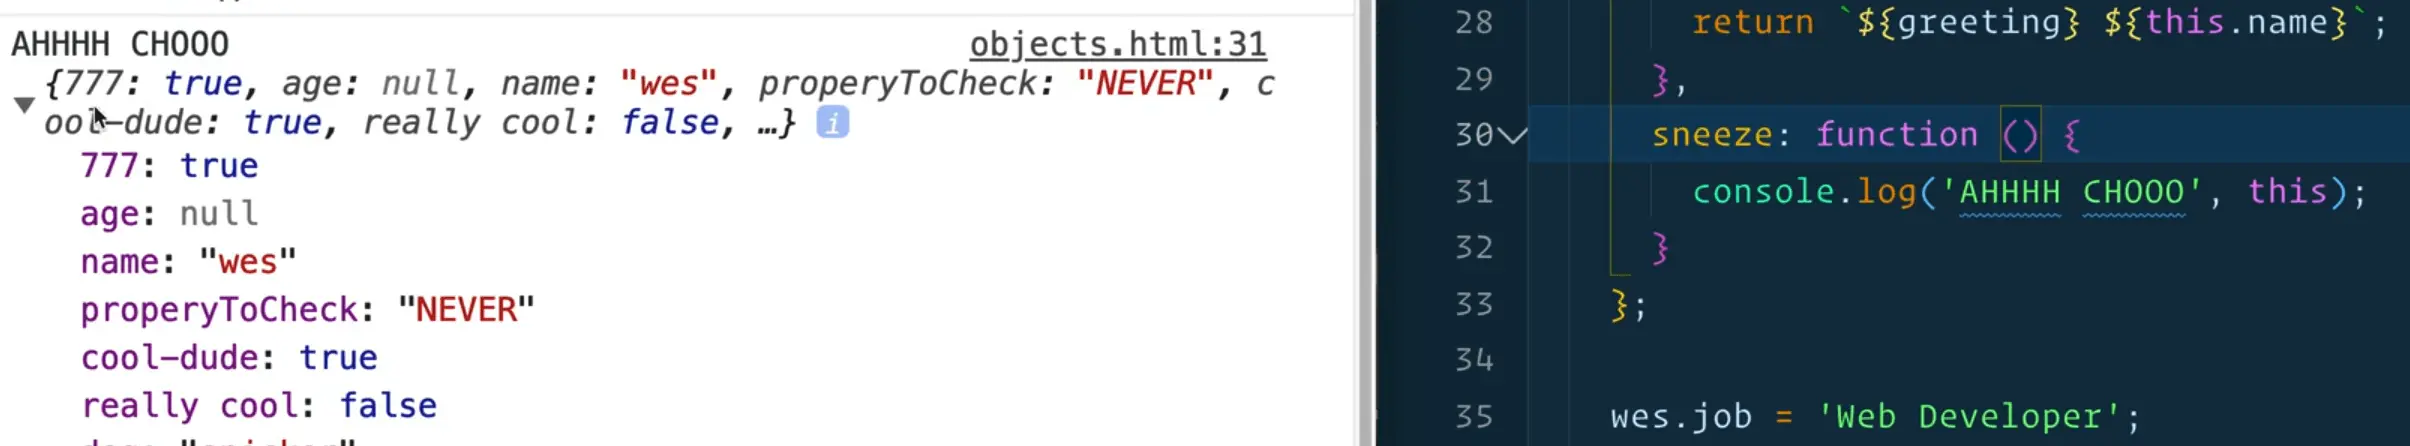 AHHHH CHOOO objects.html:31
{777: true, age: null, name: "wes", properyToCheck: "NEVER", c
ool-dude: true, really cool: false, …} i
777: true
age: null
name: "wes"
properyToCheck: "NEVER"
cool-dude: true
really cool: false
28 return `${greeting} ${this.name}`;
29 },
30 sneeze: function () {
31 console.log('AHHHH CHOOO', this);
32 }
33 };
34
35 wes.job = 'Web Developer';